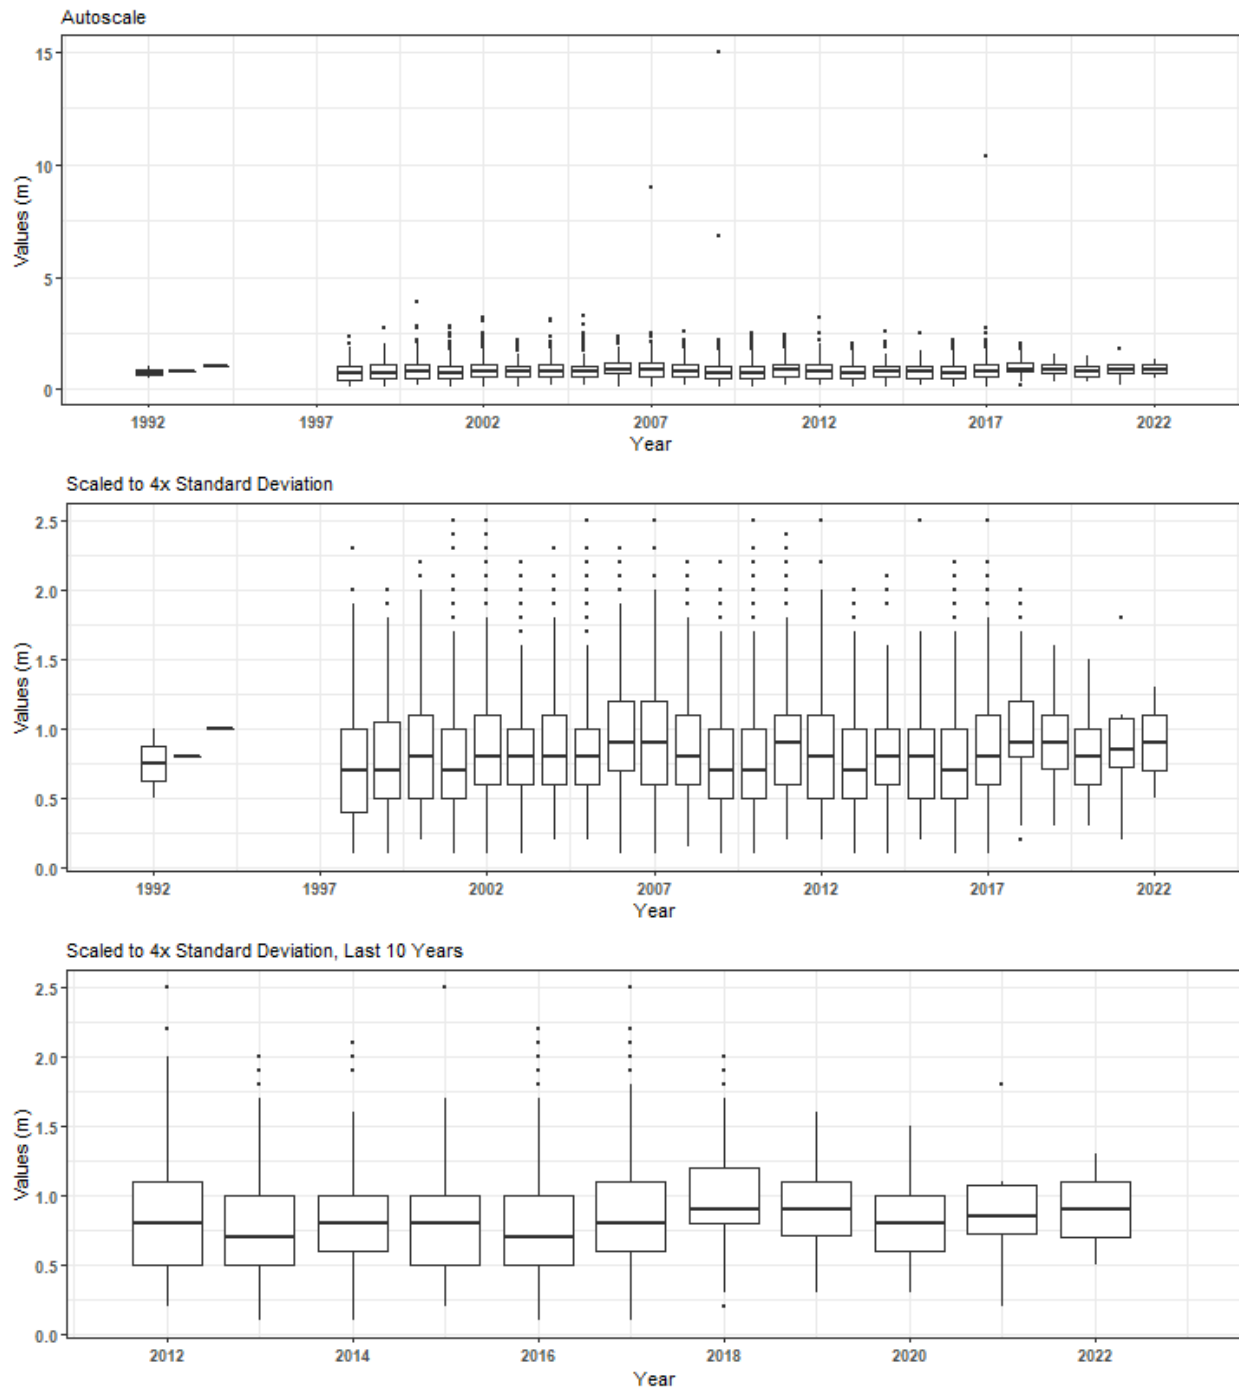 Autoscale
15
10
5
0
Values (m)
1992 1997 2002 2007 2012 2017 2022
Year
Scaled to 4x Standard Deviation
2.5
2.0
1.5
1.0
0.5
0.0
Values (m)
1992 1997 2002 2007 2012 2017 2022
Year
Scaled to 4x Standard Deviation, Last 10 Years
2.5
2.0
1.5
1.0
0.5
0.0
Values (m)
2012 2014 2016 2018 2020 2022
Year